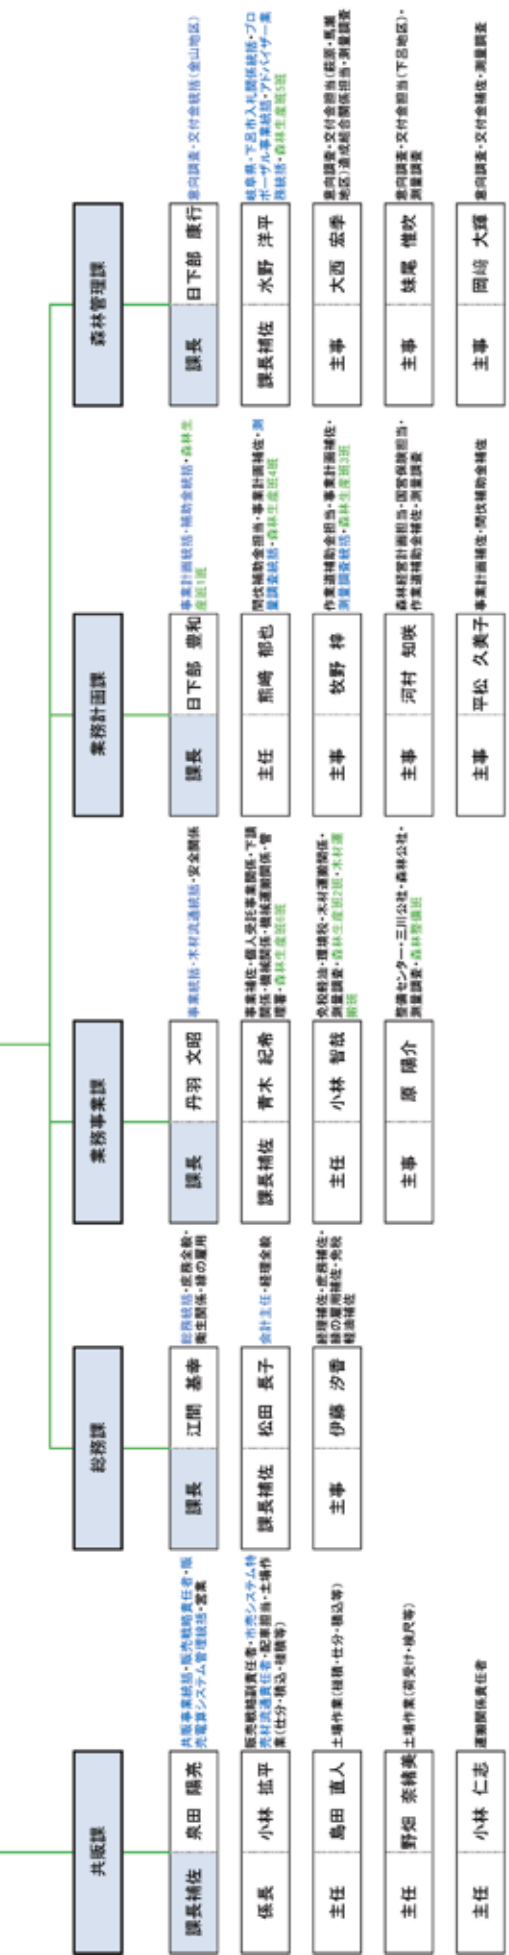 共販課
課長補佐 泉田 陽亮
共販事業統括・販売戦略責任者・販
売電算システム管理統括・営業
係長 小林 拡平
販売戦略副責任者・市売システム特
売材流通責任者・配車担当・土場作
業(仕分・積込・椪積等)
主任 島田 直人
土場作業(椪積・仕分・積込等)
主任 野畑 奈緒美
土場作業(荷受け・検尺等)
主任 小林 仁志
運搬関係責任者
総務課
課長 江間 基幸
総務統括・庶務全般・
衛生関係・緑の雇用
課長補佐 松田 長子
会計主任・経理全般
主事 伊藤 汐香
経理補佐・庶務補佐・
緑の雇用補佐・免税
軽油補佐
業務事業課
課長 丹羽 文昭
事業統括・木材流通統括・安全関係
課長補佐 青木 紀希
事業補佐・個人受託事業関係・下請
関係・機械関係・機械運搬関係・管
理署・森林生産班6班
主任 小林 智哉
免税軽油・環境税・木材運搬関係・
測量調査・森林生産班2班・木材運
搬班
主事 原 陽介
整備センター・三川公社・森林公社・
測量調査・森林整備班
業務計画課
課長 日下部 豊和
事業計画統括・補助金統括・森林生
産班1班
主任 熊崎 郁也
間伐補助金担当・事業計画補佐・測
量調査統括・森林生産班4班
主事 牧野 梓
作業道補助金担当・事業計画補佐・
測量調査統括・森林生産班3班
主事 河村 知咲
森林経営計画担当・国営保険担当・
作業道補助金補佐・測量調査
主事 平松 久美子
事業計画補佐・間伐補助金補佐
森林管理課
課長 日下部 康行
意向調査・交付金統括(金山地区)
課長補佐 水野 洋平
岐阜県・下呂市入札関係統括・プロ
ポーザル事業統括・アドバイザー業
務統括・森林生産班5班
主事 大西 宏季
意向調査・交付金担当(萩原・馬瀬
地区)造成組合関係担当・測量調査
主事 妹尾 惟吹
意向調査・交付金担当(下呂地区)・
測量調査
主事 岡﨑 大輝
意向調査・交付金補佐・測量調査